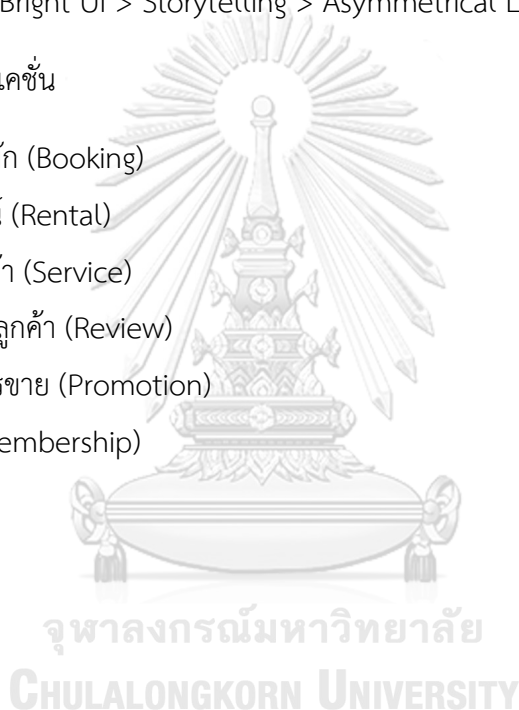 Bright UI > Storytelling > Asymmetrical L
เคชั่น
ัก (Booking)
์ (Rental)
้า (Service)
ลูกค้า (Review)
รขาย (Promotion)
embership)
จุฬาลงกรณ์มหาวิทยาลัย
CHULALONGKORN UNIVERSITY